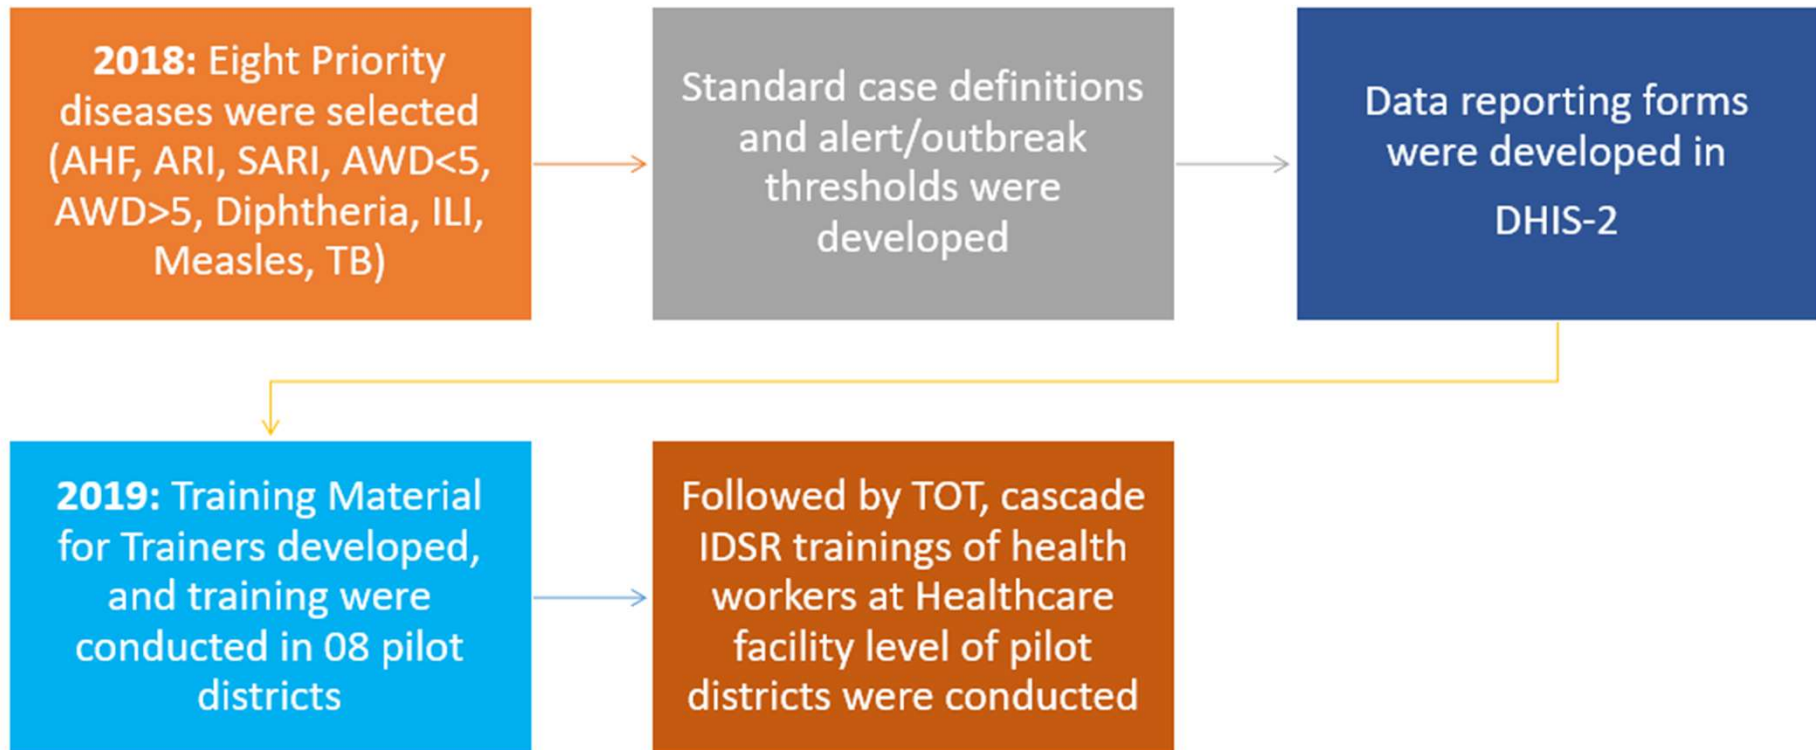 2018: Eight Priority
diseases were selected
(AHF, ARI, SARI, AWD<5,
AWD>5, Diphtheria, ILI,
Measles, TB)
Standard case definitions
and alert/outbreak
thresholds were
developed
Data reporting forms
were developed in
DHIS-2
2019: Training Material
for Trainers developed,
and training were
conducted in 08 pilot
districts
Followed by TOT, cascade
IDSR trainings of health
workers at Healthcare
facility level of pilot
districts were conducted